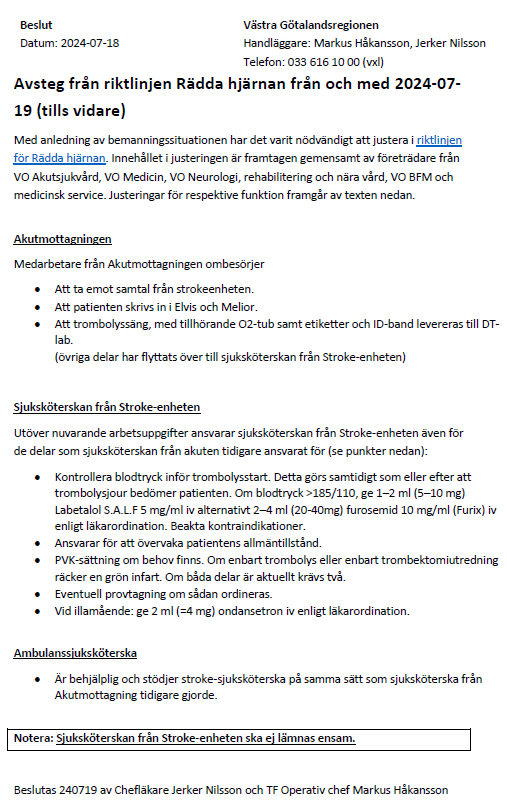 Beslut
Datum: 2024-07-18
Västra Götalandsregionen
Handläggare: Markus Håkansson, Jerker Nilsson
Telefon: 033 616 10 00 (vxl)
Avsteg från riktlinjen Rädda hjärnan från och med 2024-07-
19 (tills vidare)
Med anledning av bemanningssituationen har det varit nödvändigt att justera i riktlinjen
för Rädda hjärnan. Innehållet i justeringen är framtagen gemensamt av företrädare från
VO Akutsjukvård, VO Medicin, VO Neurologi, rehabilitering och nära vård, VO BFM och
medicinsk service. Justeringar för respektive funktion framgår av texten nedan.
Akutmottagningen
Medarbetare från Akutmottagningen ombesörjer
• Att ta emot samtal från strokeenheten.
• Att patienten skrivs in i Elvis och Melior.
• Att trombolyssäng, med tillhörande O2-tub samt etiketter och ID-band levereras till DT-
lab.
(övriga delar har flyttats över till sjuksköterskan från Stroke-enheten)
Sjuksköterskan från Stroke-enheten
Utöver nuvarande arbetsuppgifter ansvarar sjuksköterskan från Stroke-enheten även för
de delar som sjuksköterskan från akuten tidigare ansvarat för (se punkter nedan):
• Kontrollera blodtryck inför trombolysstart. Detta görs samtidigt som eller efter att
trombolysjour bedömer patienten. Om blodtryck >185/110, ge 1–2 ml (5–10 mg)
Labetalol S.A.L.F 5 mg/ml iv alternativt 2–4 ml (20-40mg) furosemid 10 mg/ml (Furix) iv
enligt läkarordination. Beakta kontraindikationer.
• Ansvarar för att övervaka patientens allmäntillstånd.
• PVK-sättning om behov finns. Om enbart trombolys eller enbart trombektomiutredning
räcker en grön infart. Om båda delar är aktuellt krävs två.
• Eventuell provtagning om sådan ordineras.
• Vid illamående: ge 2 ml (=4 mg) ondansetron iv enligt läkarordination.
Ambulanssjuksköterska
• Är behjälplig och stödjer stroke-sjuksköterska på samma sätt som sjuksköterska från
Akutmottagning tidigare gjorde.
Notera: Sjuksköterskan från Stroke-enheten ska ej lämnas ensam.
Beslutas 240719 av Chefläkare Jerker Nilsson och TF Operativ chef Markus Håkansson